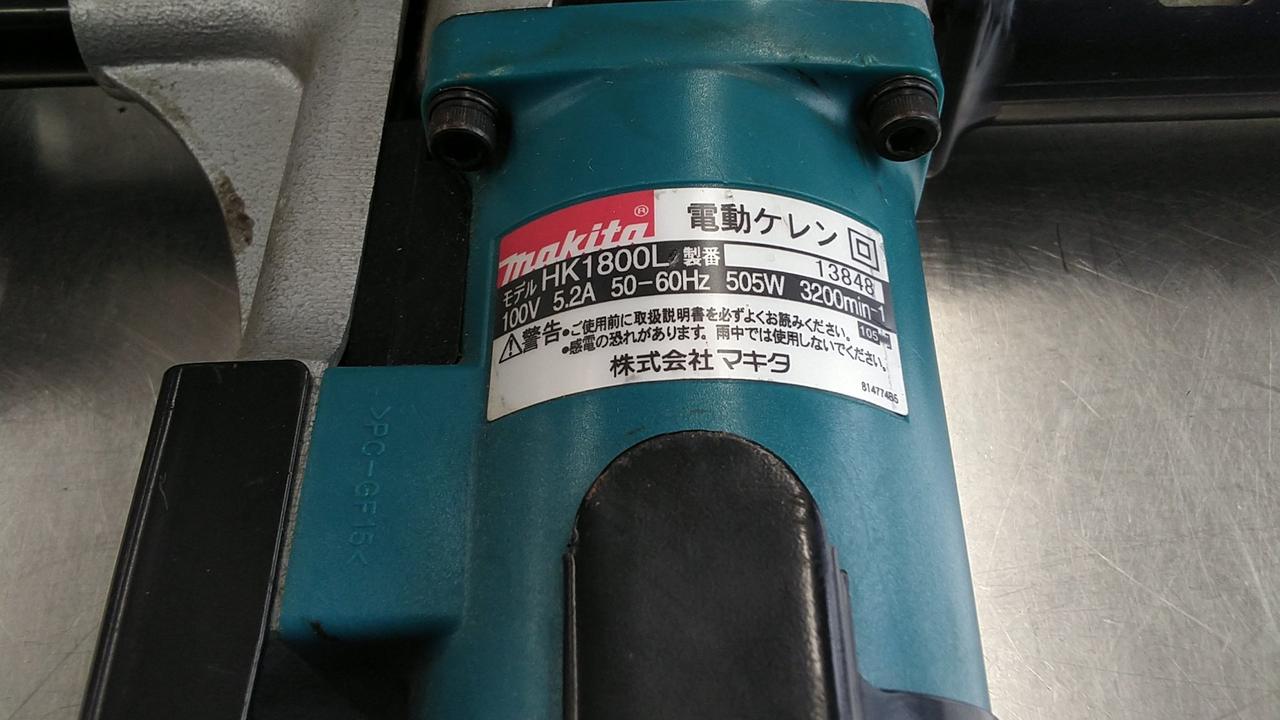 makita®
電動ケレン
モデル HK1800L 製番 13848
100V 5.2A 50-60Hz 505W 3200min-1
警告 •ご使用前に取扱説明書を必ずよくお読みください。 105
•感電の恐れがあります。雨中では使用しないでください。
株式会社 マキタ
814774B5
>PC-GF15<